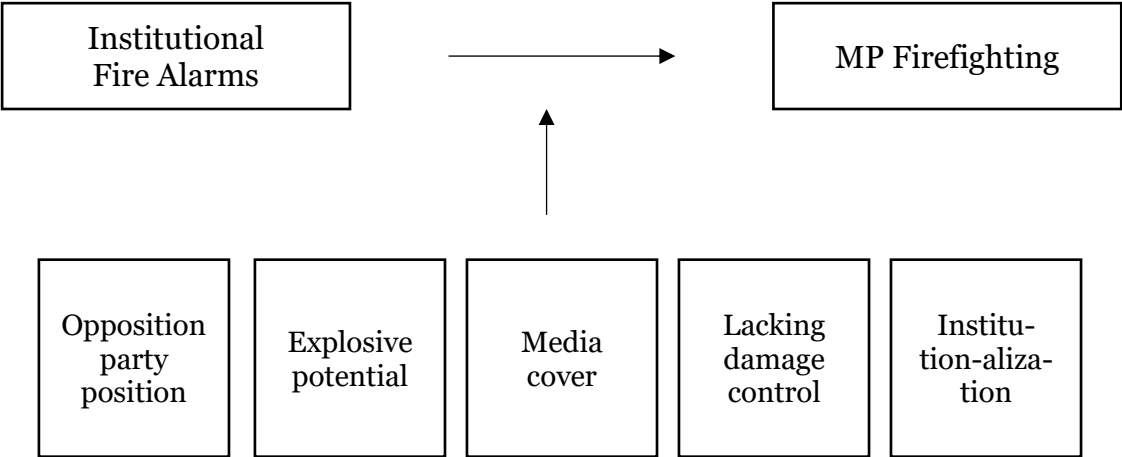 Institutional
Fire Alarms
MP Firefighting
Opposition
party
position
Explosive
potential
Media
cover
Lacking
damage
control
Institu-
tion-aliza-
tion